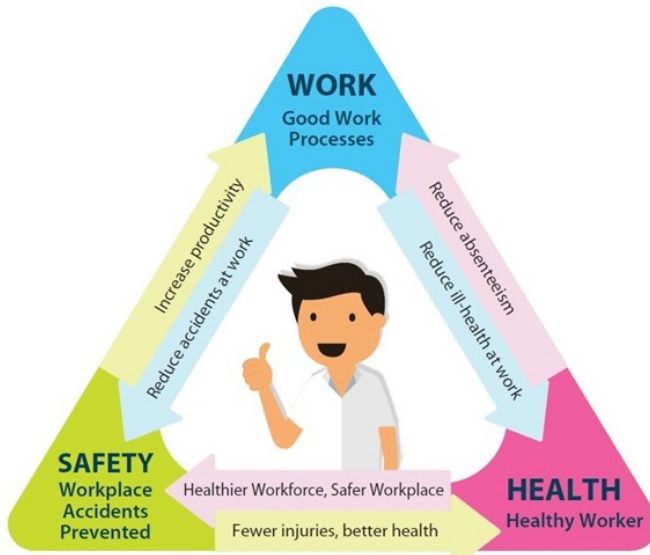 WORK
Good Work
Processes
Increase productivity
Reduce accidents at work
Reduce absenteeism
Reduce ill-health at work
SAFETY
Workplace
Accidents
Prevented
Healthier Workforce, Safer Workplace
Fewer injuries, better health
HEALTH
Healthy Worker